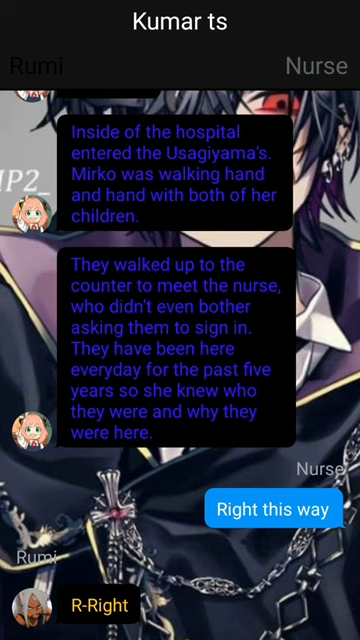 Kumar ts
Rumi
Nurse
IP2_
Inside of the hospital
entered the Usagiyama's.
Mirko was walking hand
and hand with both of her
children.
They walked up to the
counter to meet the nurse,
who didn't even bother
asking them to sign in.
They have been here
everyday for the past five
years so she knew who
they were and why they
were here.
Nurse
Right this way
Rumi
R-Right